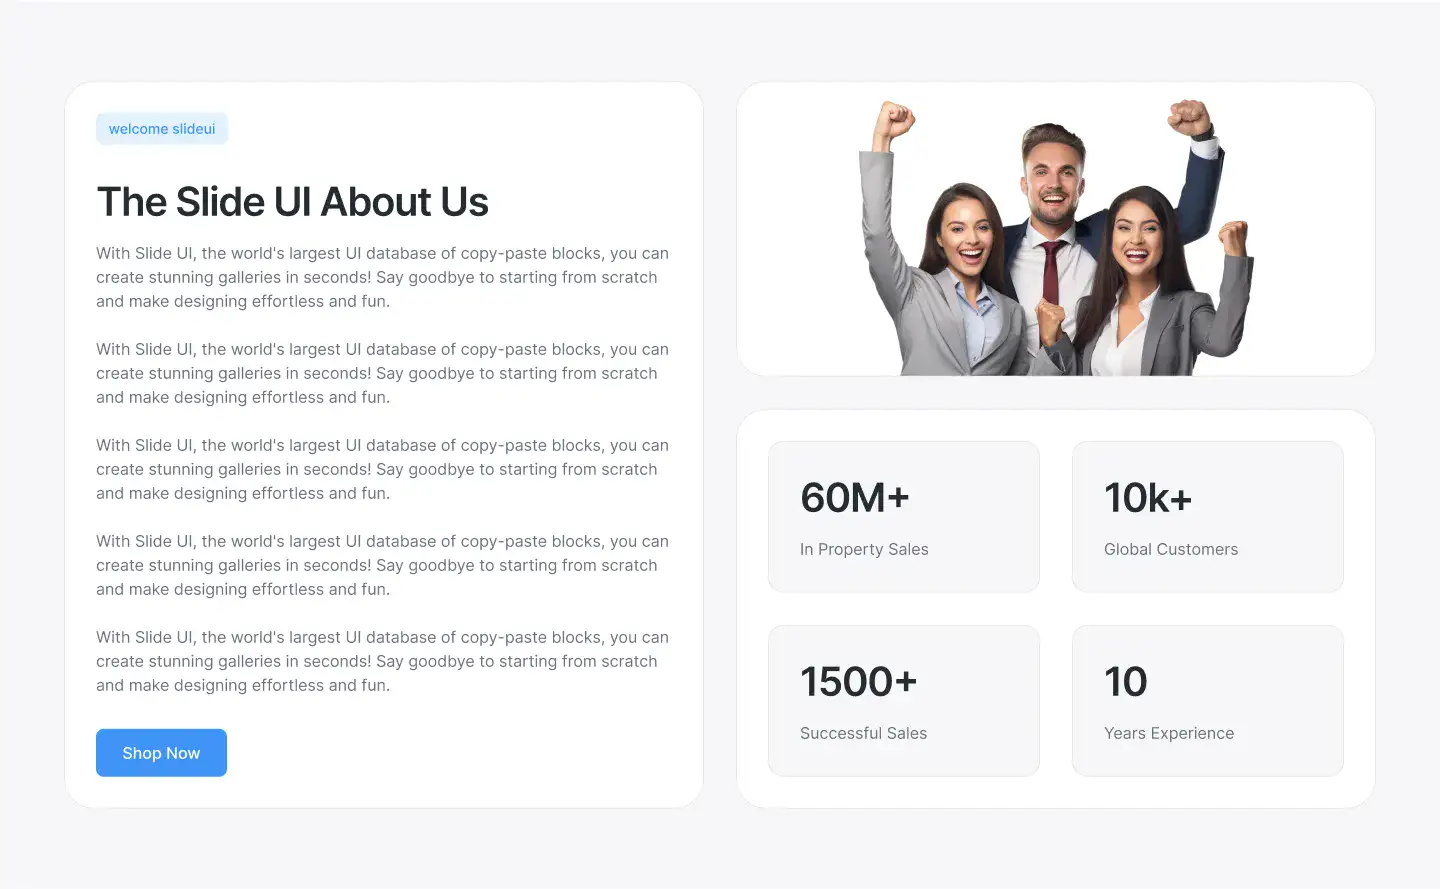 welcome slideui
The Slide UI About Us
With Slide UI, the world's largest UI database of copy-paste blocks, you can
create stunning galleries in seconds! Say goodbye to starting from scratch
and make designing effortless and fun.
With Slide UI, the world's largest UI database of copy-paste blocks, you can
create stunning galleries in seconds! Say goodbye to starting from scratch
and make designing effortless and fun.
With Slide UI, the world's largest UI database of copy-paste blocks, you can
create stunning galleries in seconds! Say goodbye to starting from scratch
and make designing effortless and fun.
With Slide UI, the world's largest UI database of copy-paste blocks, you can
create stunning galleries in seconds! Say goodbye to starting from scratch
and make designing effortless and fun.
With Slide UI, the world's largest UI database of copy-paste blocks, you can
create stunning galleries in seconds! Say goodbye to starting from scratch
and make designing effortless and fun.
Shop Now
60M+
In Property Sales
10k+
Global Customers
1500+
Successful Sales
10
Years Experience